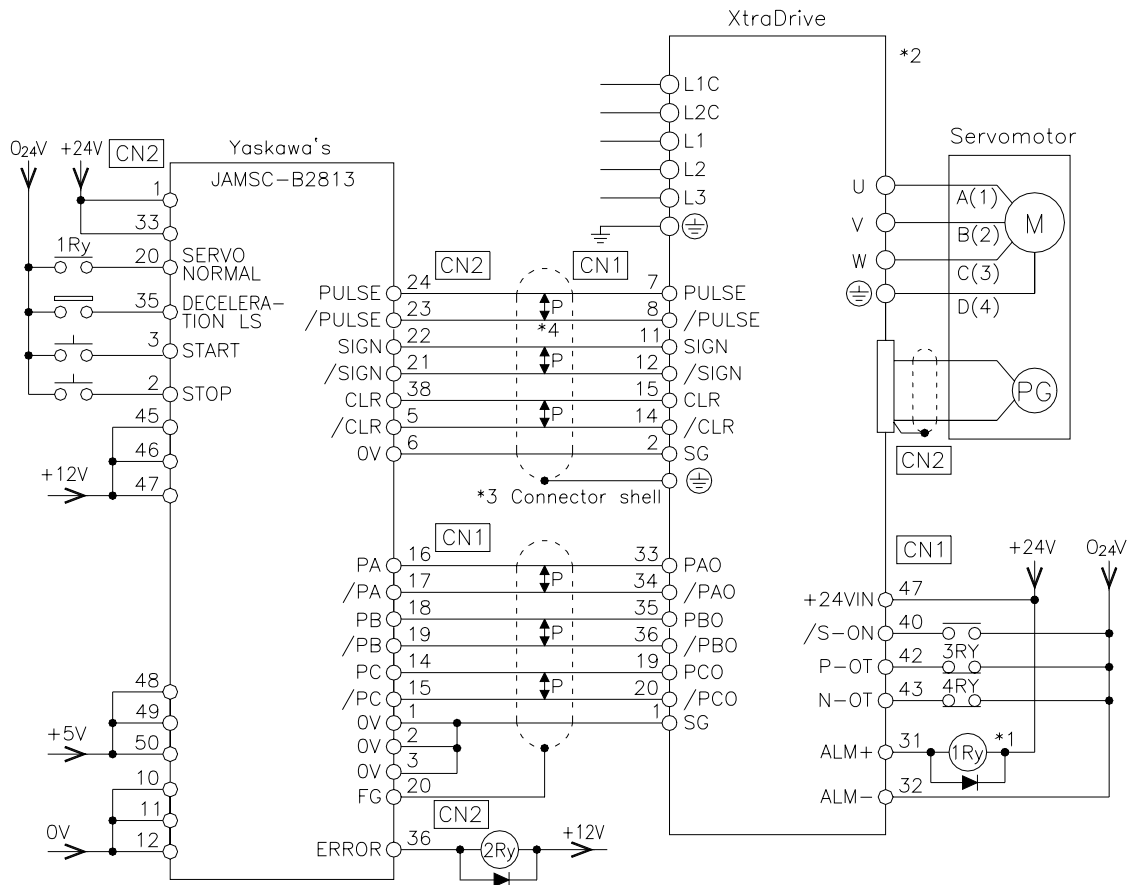 XtraDrive
*2
L1C
L2C
L1
L2
L3
Servomotor
U
V
W
A(1)
B(2)
C(3)
D(4)
M
PG
CN2
O24V +24V CN2
Yaskawa's
JAMSC-B2813
1
33
1Ry 20 SERVO
NORMAL
35 DECELERA-
TION LS
3 START
2 STOP
45
46
+12V 47
48
49
+5V 50
10
11
0V 12
CN2 CN1
PULSE 24 P 7 PULSE
/PULSE 23 *4 8 /PULSE
SIGN 22 P 11 SIGN
/SIGN 21 12 /SIGN
CLR 38 P 15 CLR
/CLR 5 14 /CLR
0V 6 2 SG
*3 Connector shell
CN1
PA 16 P 33 PAO
/PA 17 34 /PAO
PB 18 P 35 PBO
/PB 19 36 /PBO
PC 14 P 19 PCO
/PC 15 20 /PCO
0V 1 1 SG
0V 2
0V 3
FG 20
CN2
ERROR 36 2Ry +12V
CN1 +24V O24V
+24VIN 47
/S-ON 40
P-OT 42 3RY
N-OT 43 4RY
ALM+ 31 1Ry *1
ALM- 32